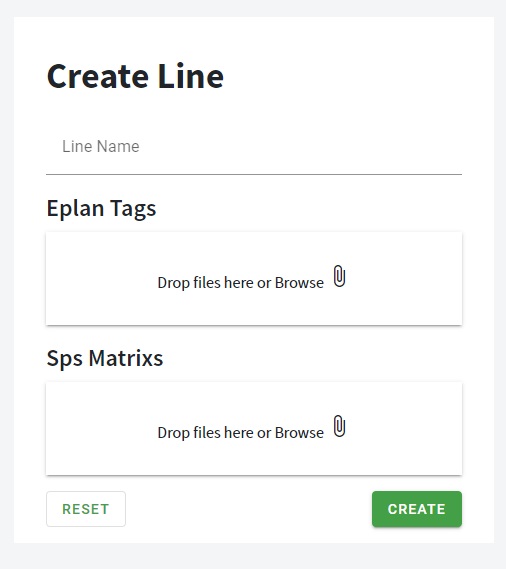 Create Line
Line Name
Eplan Tags
Drop files here or Browse
Sps Matrixs
Drop files here or Browse
RESET
CREATE